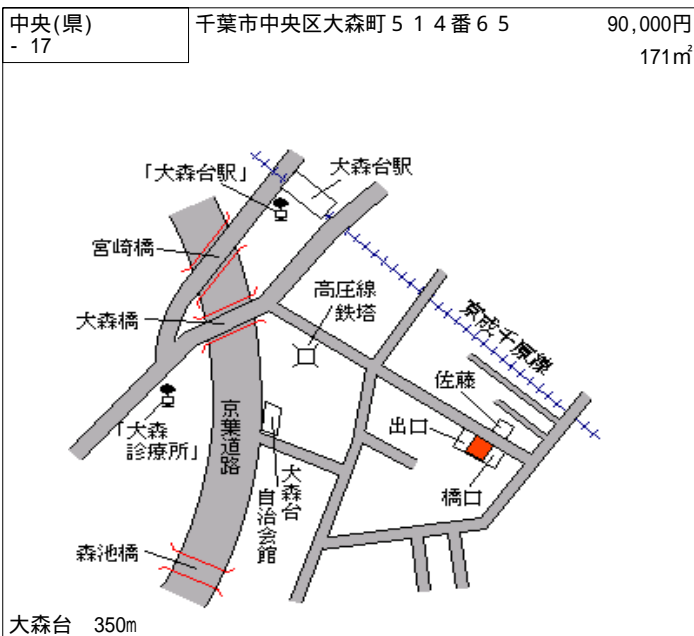 中央(県)
- 17
千葉市中央区大森町５１４番６５
90,000円
171㎡
「大森台駅」
大森台駅
宮崎橋
高圧線
鉄塔
大森橋
京成千原線
佐藤
出口
「大森
診療所」
京葉道路
大森台
自治会館
橋口
森池橋
大森台 350m